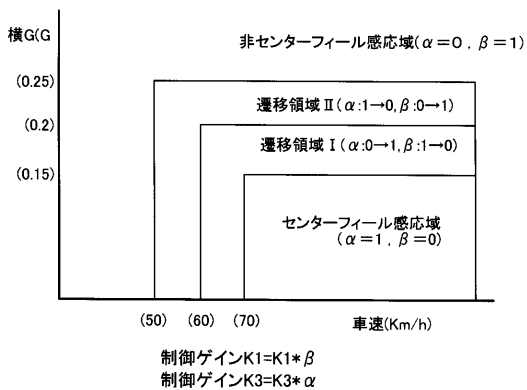 横G(G
非センターフィール感応域(α=0 , β=1)
(0.25)
遷移領域Ⅱ(α:1→0,β:0→1)
(0.2)
遷移領域Ⅰ(α:0→1,β:1→0)
(0.15)
センターフィール感応域
(α=1 , β=0)
(50) (60) (70) 車速(Km/h)
制御ゲインK1=K1*β
制御ゲインK3=K3*α